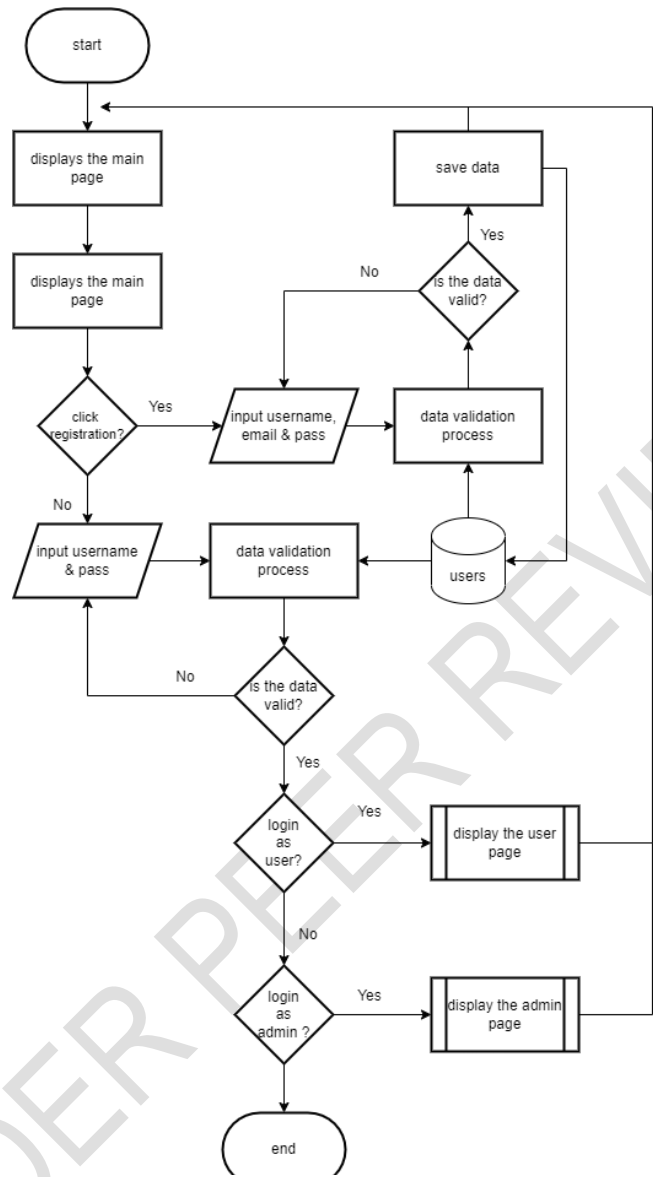 start
displays the main
page
save data
Yes
displays the main
page
No
is the data
valid?
click
registration?
Yes
input username,
email & pass
data validation
process
No
input username
& pass
data validation
process
users
No
is the data
valid?
Yes
login
as
user?
Yes
display the user
page
No
login
as
admin ?
Yes
display the admin
page
end
DER PEER REVI